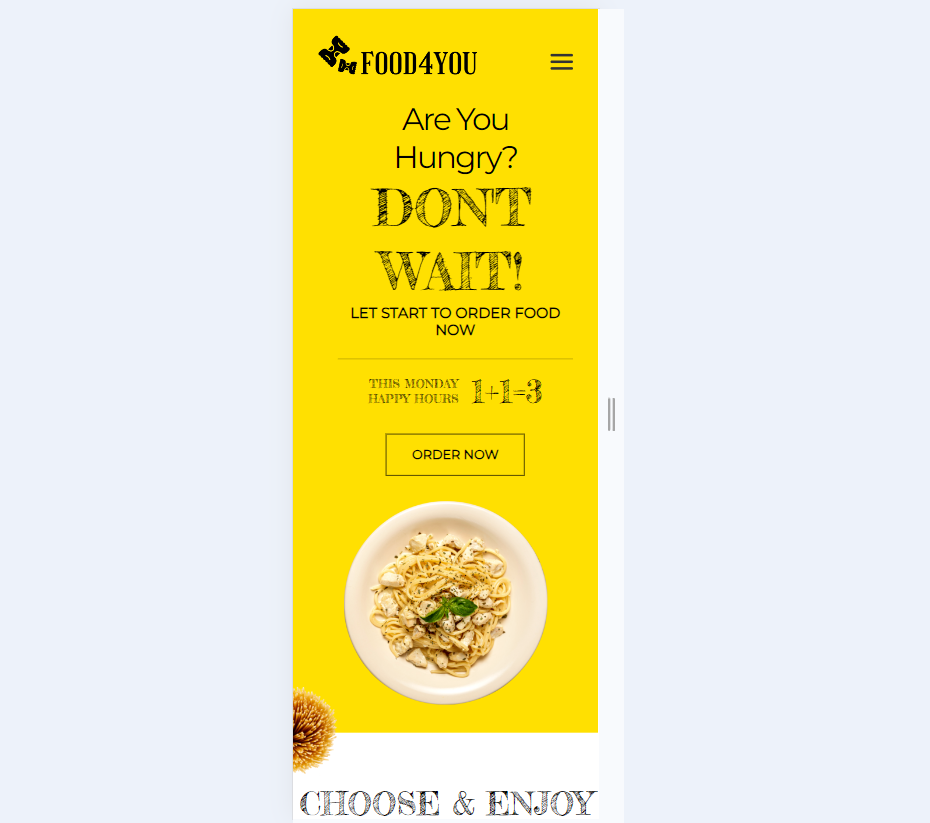 FOOD4YOU
Are You
Hungry?
DON'T
WAIT!
LET START TO ORDER FOOD
NOW
THIS MONDAY
HAPPY HOURS
1+1=3
ORDER NOW
CHOOSE & ENJOY